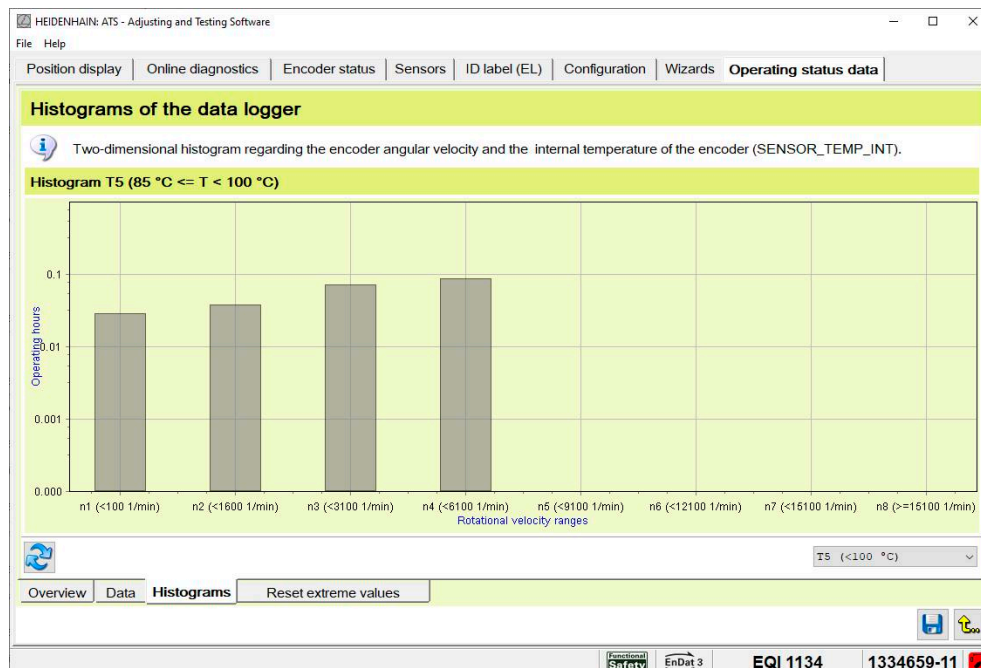 HEIDENHAIN: ATS - Adjusting and Testing Software
File Help
Position display Online diagnostics Encoder status Sensors ID label (EL) Configuration Wizards Operating status data
Histograms of the data logger
Two-dimensional histogram regarding the encoder angular velocity and the internal temperature of the encoder (SENSOR_TEMP_INT).
Histogram T5 (85 °C <= T < 100 °C)
Operating hours
0.1
0.01
0.001
0.000
n1 (<100 1/min) n2 (<1600 1/min) n3 (<3100 1/min) n4 (<6100 1/min) n5 (<9100 1/min) n6 (<12100 1/min) n7 (<15100 1/min) n8 (>=15100 1/min)
Rotational velocity ranges
T5 (<100 °C)
Overview Data Histograms Reset extreme values
Functional Safety EnDat 3 EQI 1134 1334659-11